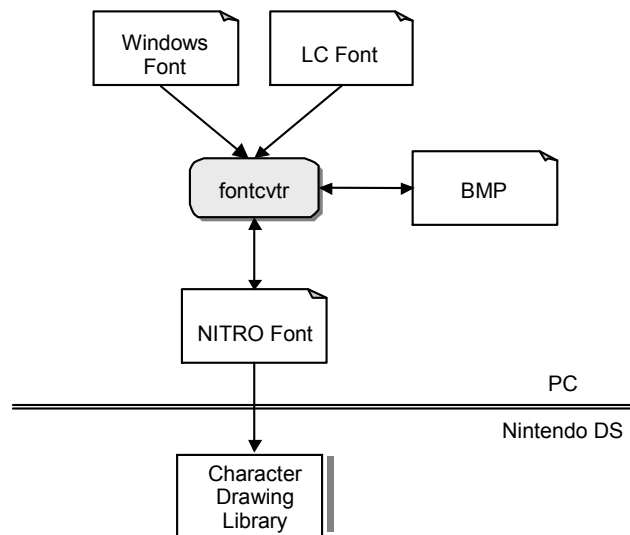 Windows
Font
LC Font
fontcvtr
BMP
NITRO Font
PC
Nintendo DS
Character
Drawing
Library